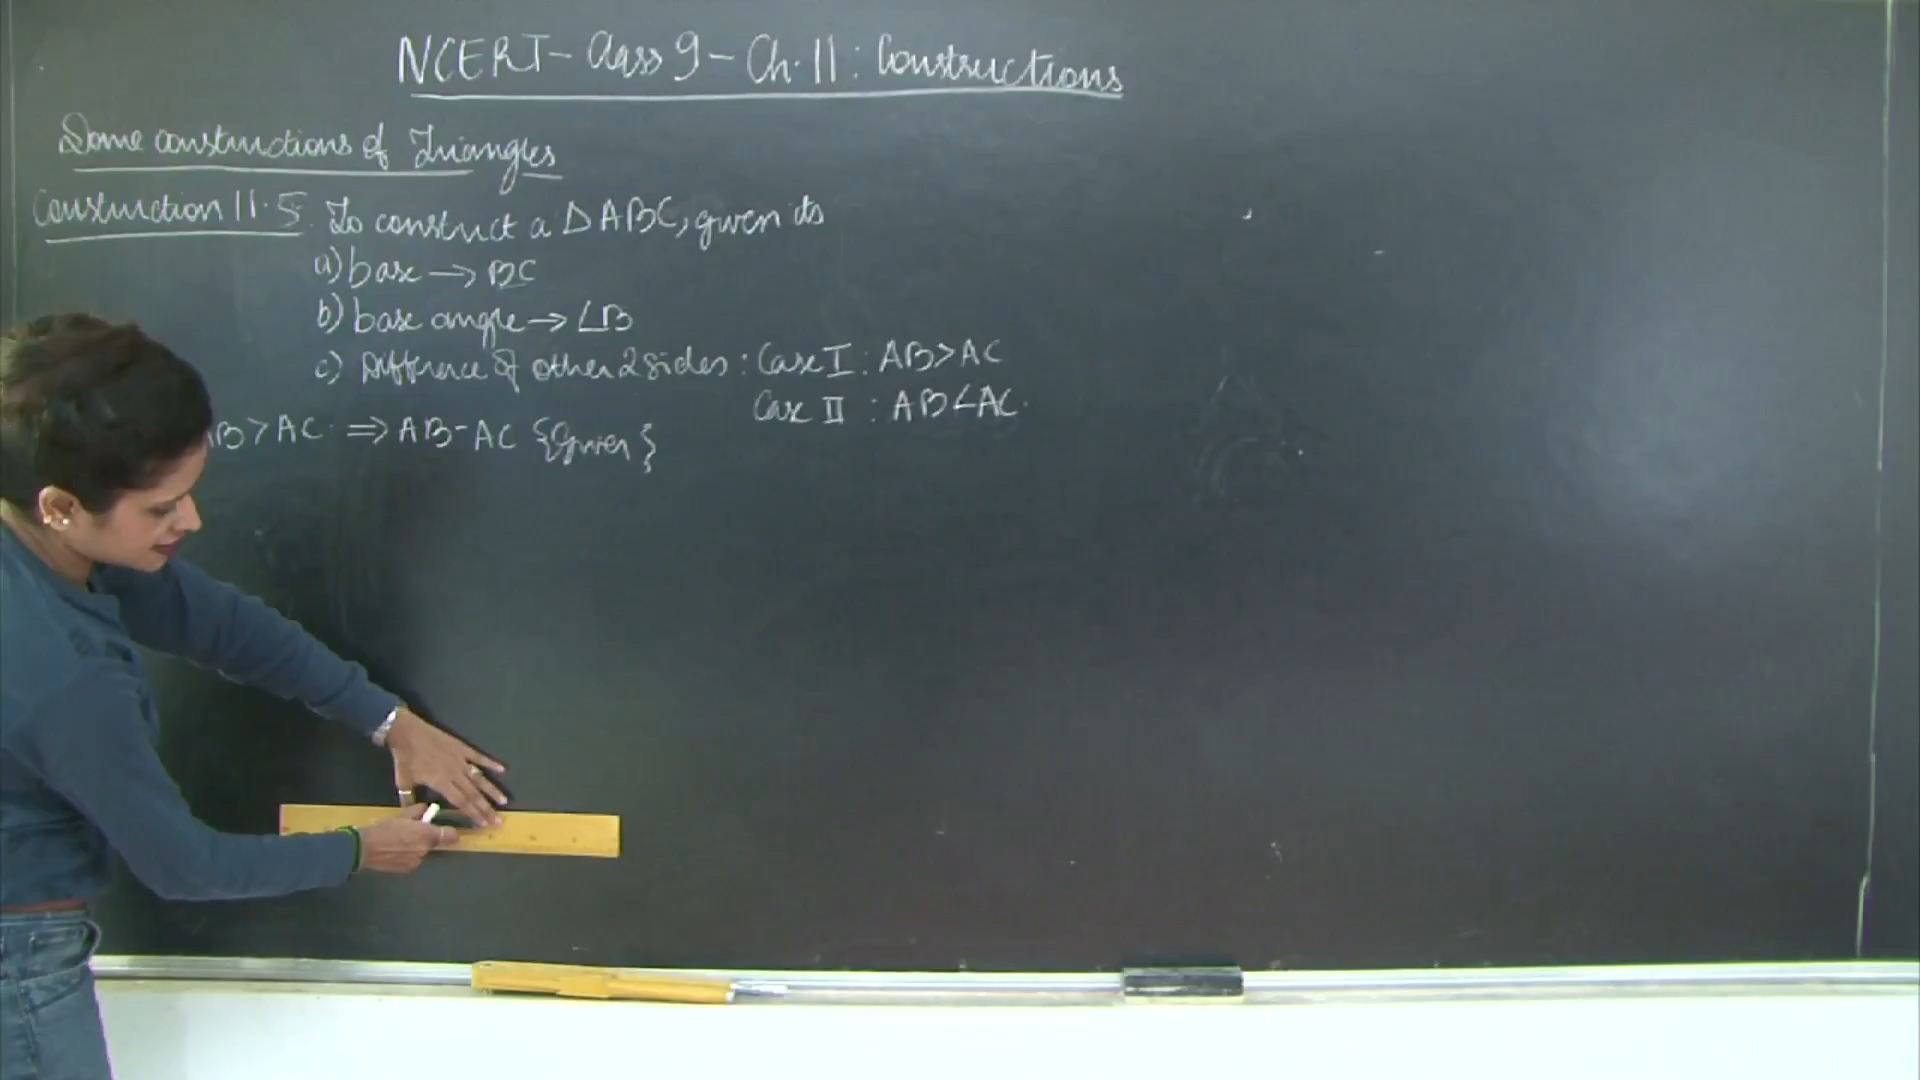 NCERT - Class 9 - Ch. 11 : Constructions
Some constructions of Triangles
Construction 11.5. To construct a ΔABC, given its
a) base → BC
b) base angle → ∠B
c) Difference of other 2 sides : Case I : AB > AC
Case II : AB < AC.
AB > AC. ⇒ AB - AC {Given}